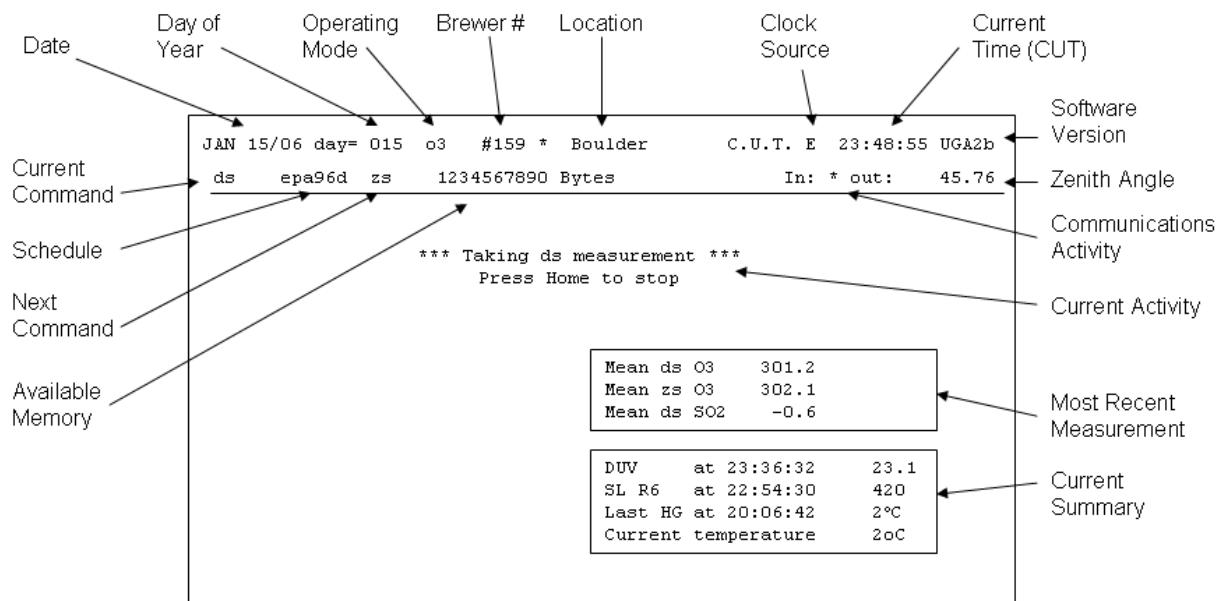 Date
Day of
Year
Operating
Mode
Brewer #
Location
Clock
Source
Current
Time (CUT)
Software
Version
JAN 15/06 day= 015 o3 #159 * Boulder C.U.T. E 23:48:55 UGA2b
Current
Command
ds epa96d zs 1234567890 Bytes In: * out: 45.76
Zenith Angle
Communications
Activity
Schedule
*** Taking ds measurement ***
Press Home to stop
Current Activity
Next
Command
Available
Memory
Mean ds O3 301.2
Mean zs O3 302.1
Mean ds SO2 -0.6
Most Recent
Measurement
DUV at 23:36:32 23.1
SL R6 at 22:54:30 420
Last HG at 20:06:42 2°C
Current temperature 2oC
Current
Summary